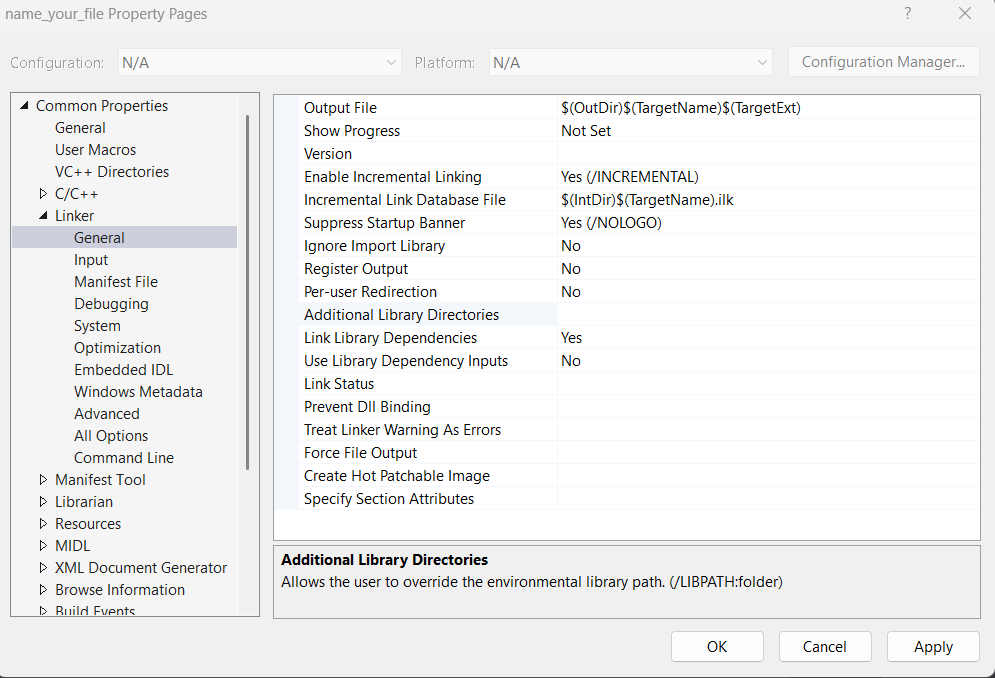 name_your_file Property Pages
?
Configuration: N/A Platform: N/A Configuration Manager...
Common Properties
General
User Macros
VC++ Directories
C/C++
Linker
General
Input
Manifest File
Debugging
System
Optimization
Embedded IDL
Windows Metadata
Advanced
All Options
Command Line
Manifest Tool
Librarian
Resources
MIDL
XML Document Generator
Browse Information
Build Events
Output File $(OutDir)$(TargetName)$(TargetExt)
Show Progress Not Set
Version
Enable Incremental Linking Yes (/INCREMENTAL)
Incremental Link Database File $(IntDir)$(TargetName).ilk
Suppress Startup Banner Yes (/NOLOGO)
Ignore Import Library No
Register Output No
Per-user Redirection No
Additional Library Directories
Link Library Dependencies Yes
Use Library Dependency Inputs No
Link Status
Prevent Dll Binding
Treat Linker Warning As Errors
Force File Output
Create Hot Patchable Image
Specify Section Attributes
Additional Library Directories
Allows the user to override the environmental library path. (/LIBPATH:folder)
OK Cancel Apply